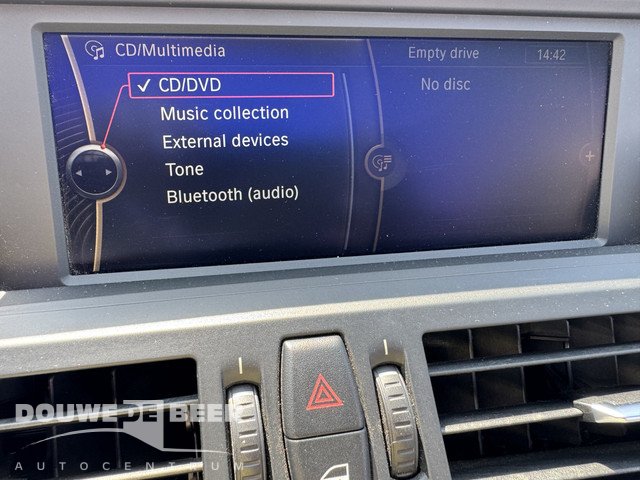 CD/Multimedia
Empty drive
14:42
CD/DVD
No disc
Music collection
External devices
Tone
Bluetooth (audio)
DOUWE DE BEER
AUTOCENTRUM